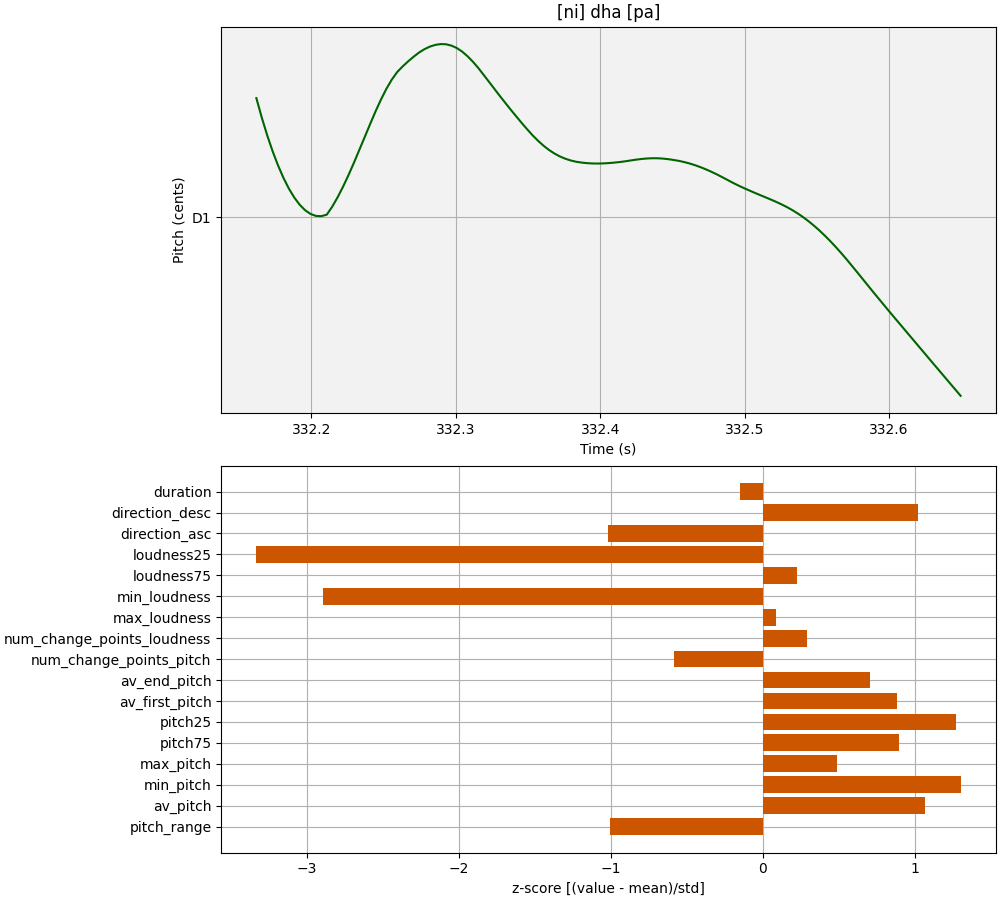 [ni] dha [pa]
Pitch (cents)
D1
332.2 332.3 332.4 332.5 332.6
Time (s)
duration
direction_desc
direction_asc
loudness25
loudness75
min_loudness
max_loudness
num_change_points_loudness
num_change_points_pitch
av_end_pitch
av_first_pitch
pitch25
pitch75
max_pitch
min_pitch
av_pitch
pitch_range
−3 −2 −1 0 1
z-score [(value - mean)/std]